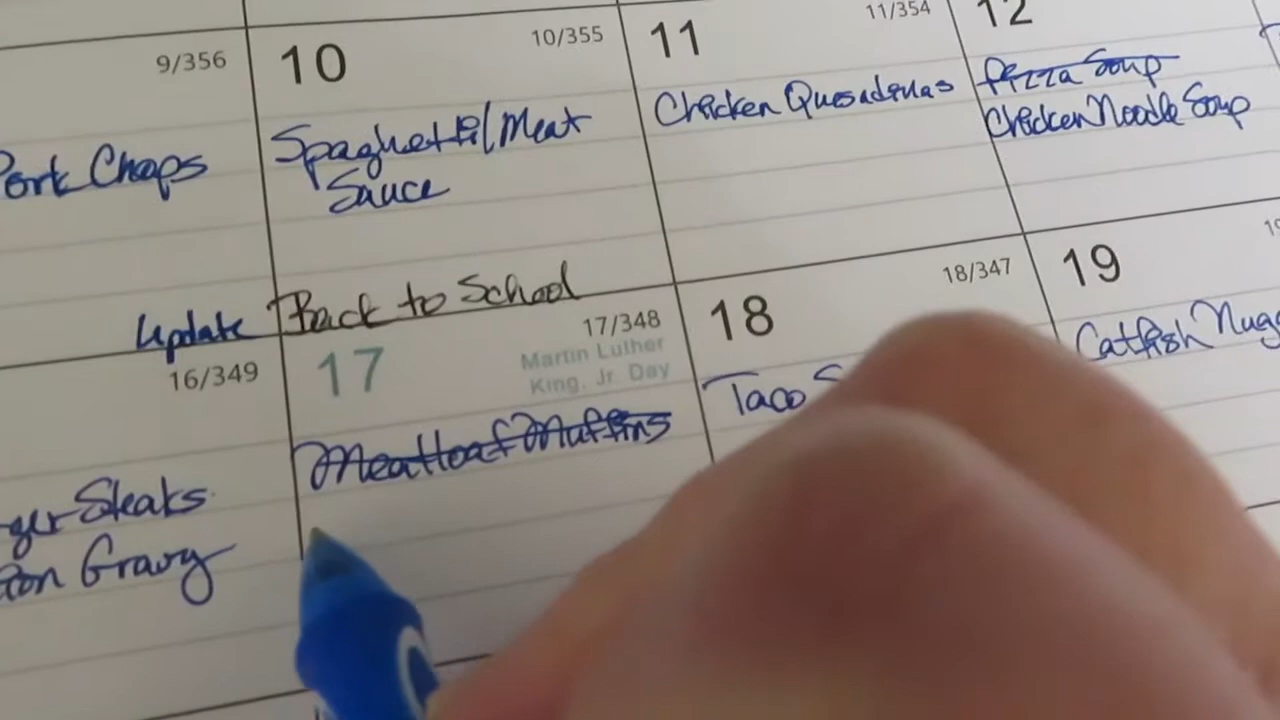 9/356
10
10/355
11
11/354
12
Pork Chops
Spaghetti/Meat
Sauce
Chicken Quesadillas
Pizza Soup
Chicken Noodle Soup
Update
Back to School
16/349
17
17/348
Martin Luther
King, Jr. Day
18
18/347
19
Meatloaf Muffins
Taco
Catfish
Steaks
Gravy